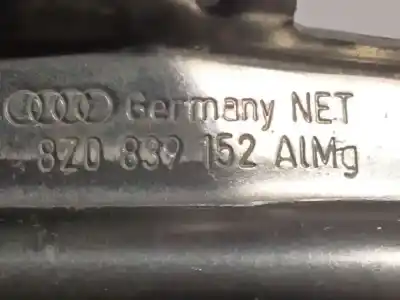 Germany NET
8Z0 839 152 AlMg